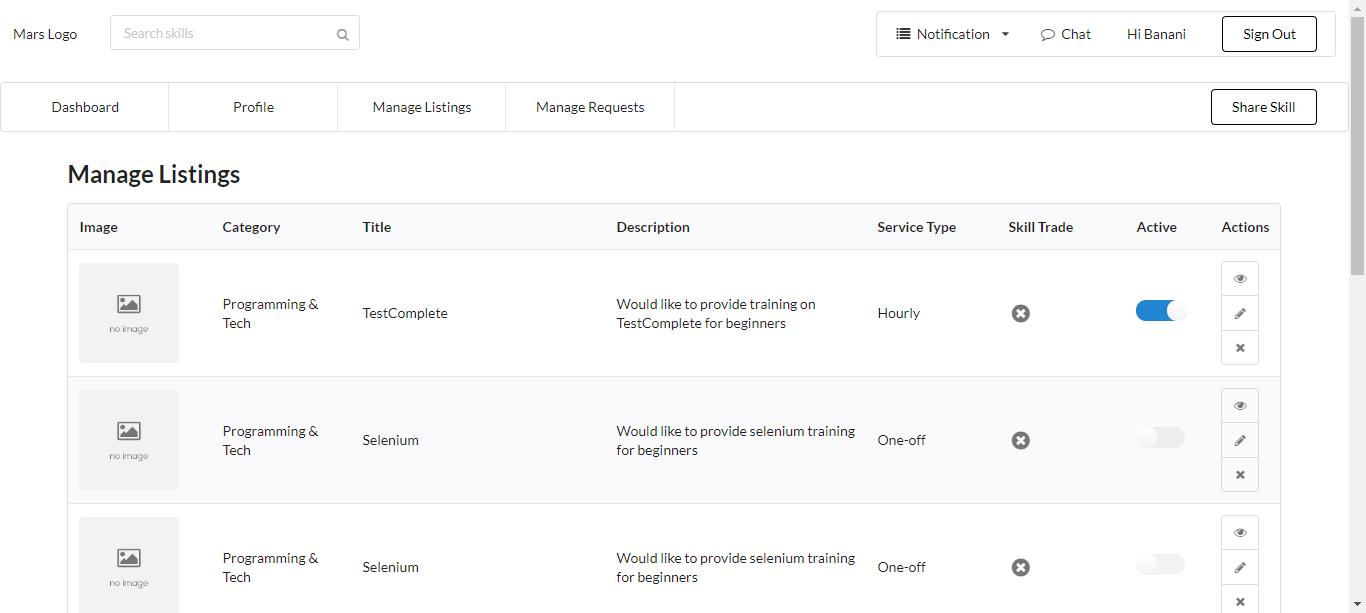 Mars Logo
Search skills
Notification
Chat
Hi Banani
Sign Out
Dashboard
Profile
Manage Listings
Manage Requests
Share Skill
Manage Listings
Image
Category
Title
Description
Service Type
Skill Trade
Active
Actions
no image
Programming &
Tech
TestComplete
Would like to provide training on
TestComplete for beginners
Hourly
no image
Programming &
Tech
Selenium
Would like to provide selenium training
for beginners
One-off
no image
Programming &
Tech
Selenium
Would like to provide selenium training
for beginners
One-off